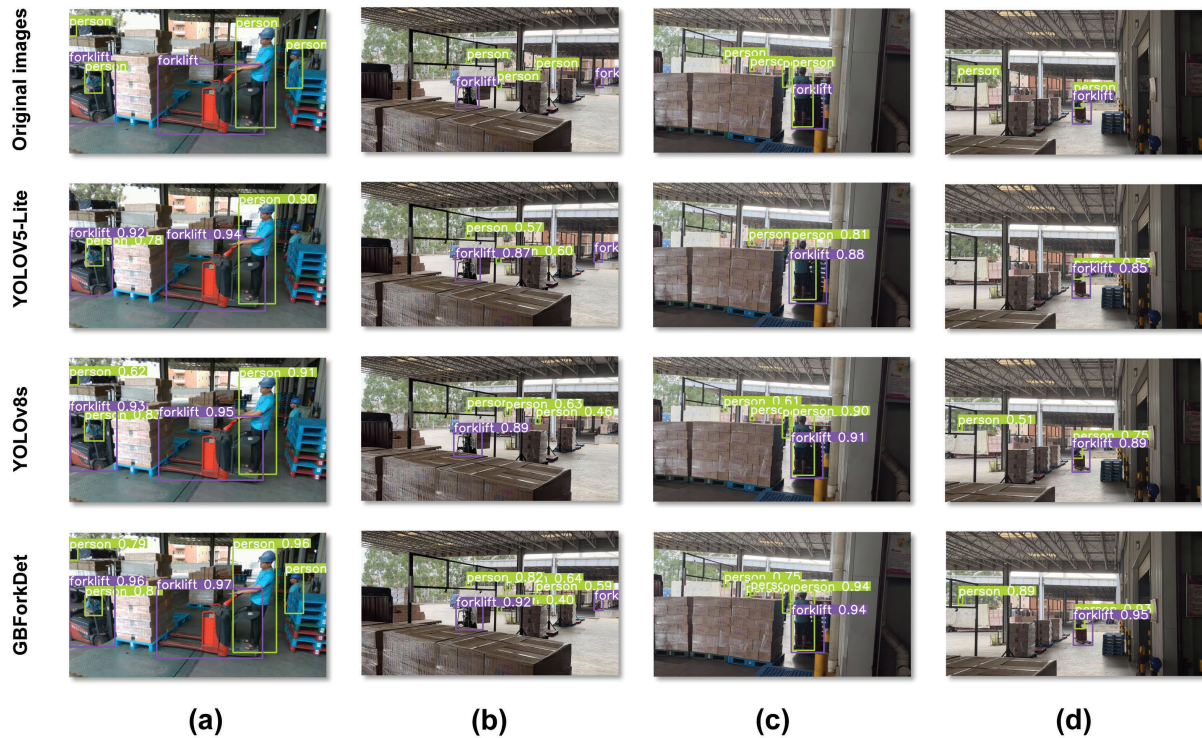 Original images
person
person
person
forklift
person
forklift
person
person
person
forklift
person
person
person
forklift
person
person
forklift
YOLOV5-Lite
person 0.90
forklift 0.92
forklift 0.94
person 0.78
person 0.57
forklift 0.87
0.60
person
person 0.81
forklift 0.88
forklift 0.85
YOLOv8s
person 0.62
person 0.91
forklift 0.93
forklift 0.95
person 0.63
0.46
forklift 0.89
person 0.61
person 0.90
forklift 0.91
person 0.51
person 0.75
forklift 0.89
GBForkDet
person 0.79
person 0.96
person
forklift 0.96
forklift 0.97
person 0.82
0.64
0.59
forklift 0.92
0.40
person 0.75
person 0.94
forklift 0.94
person 0.89
forklift 0.95
(a)
(b)
(c)
(d)